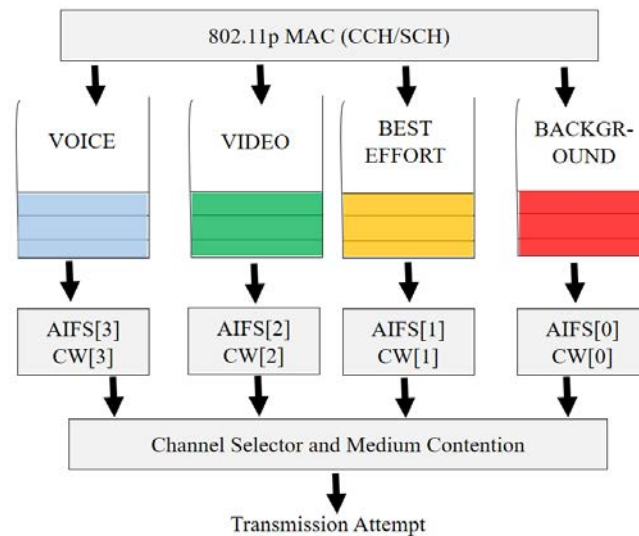 802.11p MAC (CCH/SCH)
VOICE
VIDEO
BEST
EFFORT
BACKGR-
OUND
AIFS[3]
CW[3]
AIFS[2]
CW[2]
AIFS[1]
CW[1]
AIFS[0]
CW[0]
Channel Selector and Medium Contention
Transmission Attempt